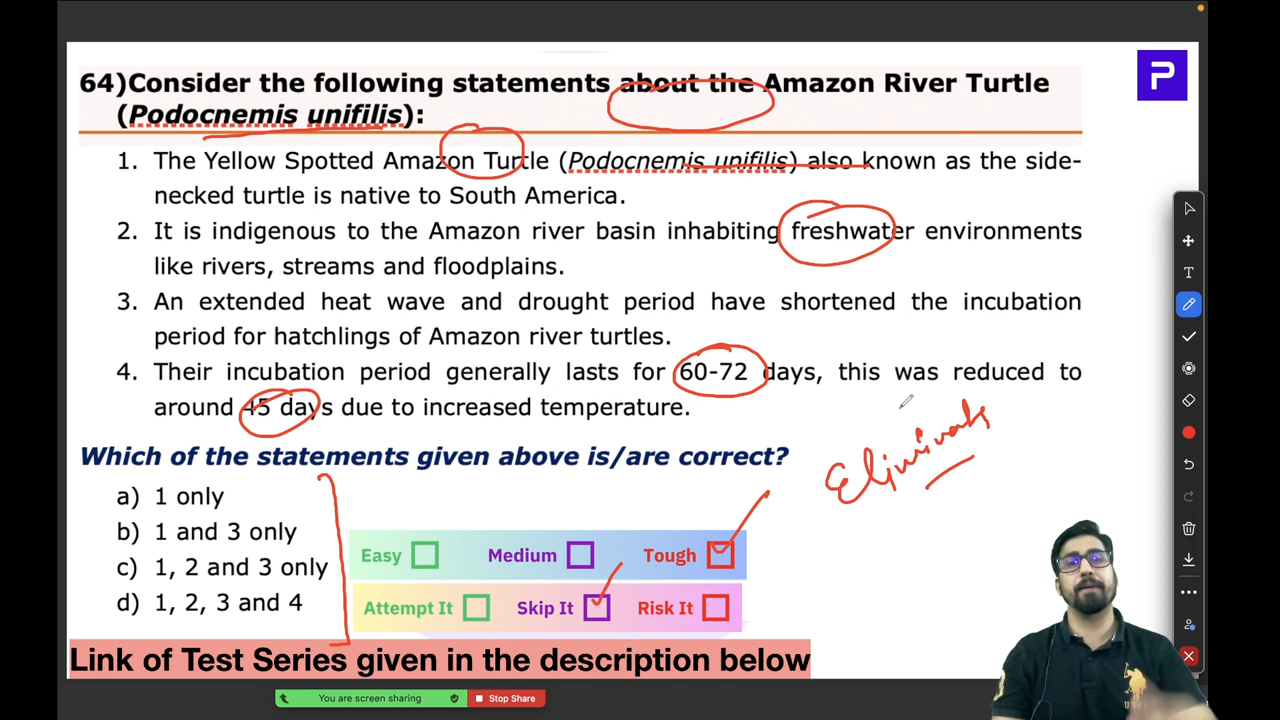 64)Consider the following statements about the Amazon River Turtle
(Podocnemis unifilis):
1. The Yellow Spotted Amazon Turtle (Podocnemis unifilis) also known as the side-
necked turtle is native to South America.
2. It is indigenous to the Amazon river basin inhabiting freshwater environments
like rivers, streams and floodplains.
3. An extended heat wave and drought period have shortened the incubation
period for hatchlings of Amazon river turtles.
4. Their incubation period generally lasts for 60-72 days, this was reduced to
around 45 days due to increased temperature.
Which of the statements given above is/are correct?
a) 1 only
b) 1 and 3 only
c) 1, 2 and 3 only
d) 1, 2, 3 and 4
Easy Medium Tough
Attempt It Skip It Risk It
Link of Test Series given in the description below
You are screen sharing Stop Share
P
T